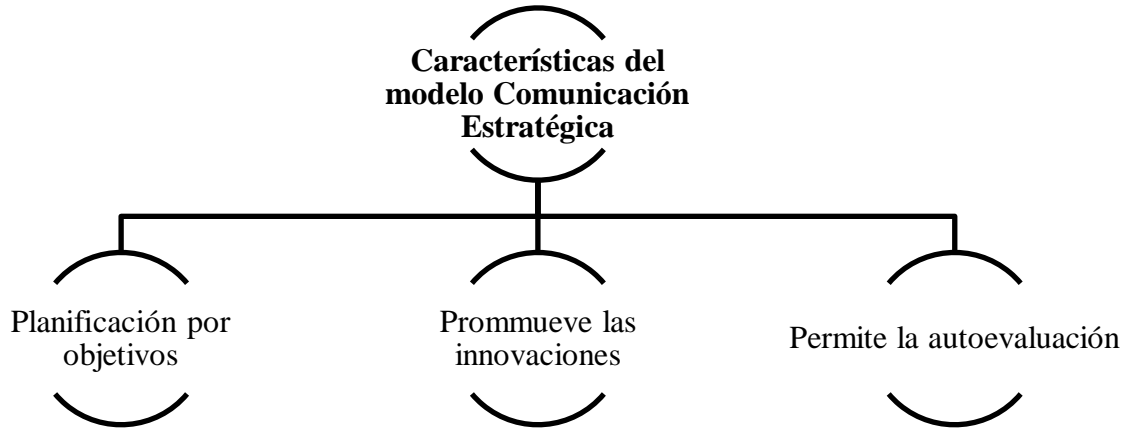 Características del
modelo Comunicación
Estratégica
Planificación por
objetivos
Prommueve las
innovaciones
Permite la autoevaluación